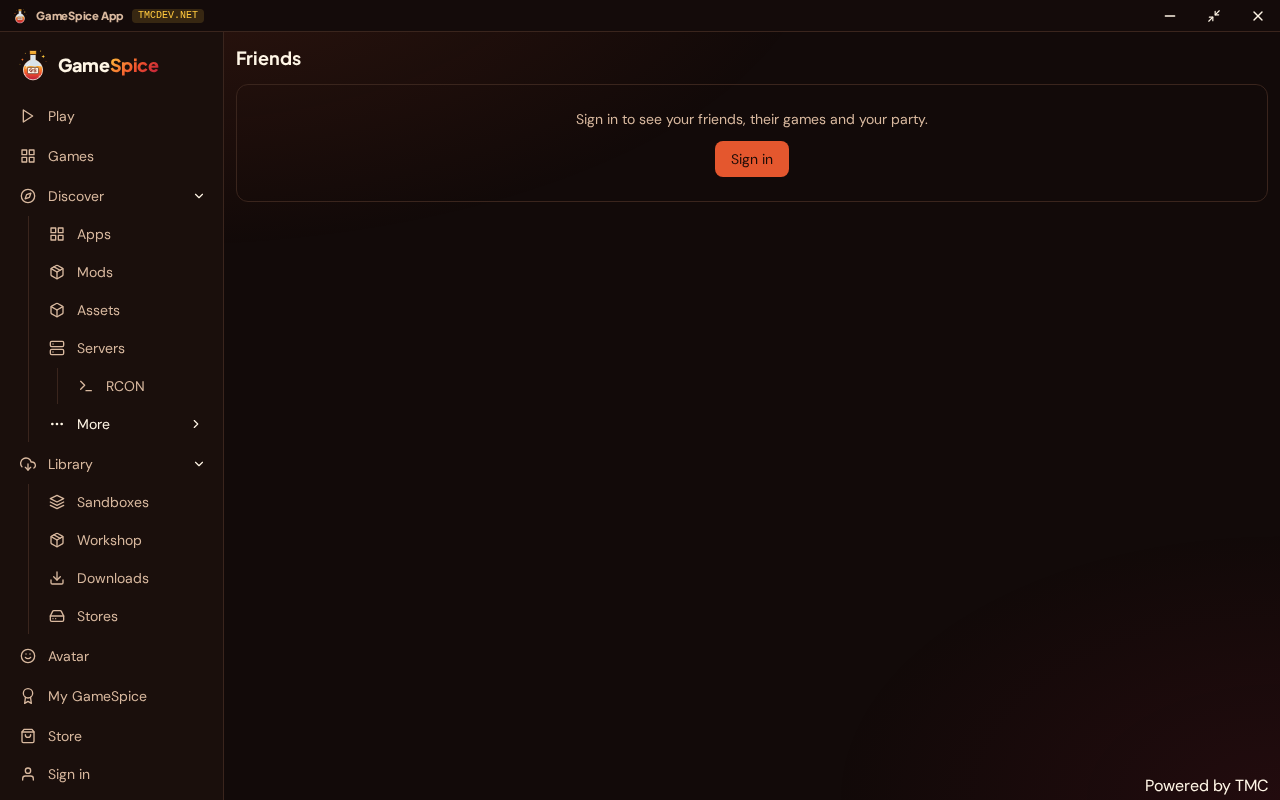 GameSpice App TMCDEV.NET
GameSpice
Play
Games
Discover
Apps
Mods
Assets
Servers
RCON
More
Library
Sandboxes
Workshop
Downloads
Stores
Avatar
My GameSpice
Store
Sign in
Friends
Sign in to see your friends, their games and your party.
Sign in
Powered by TMC